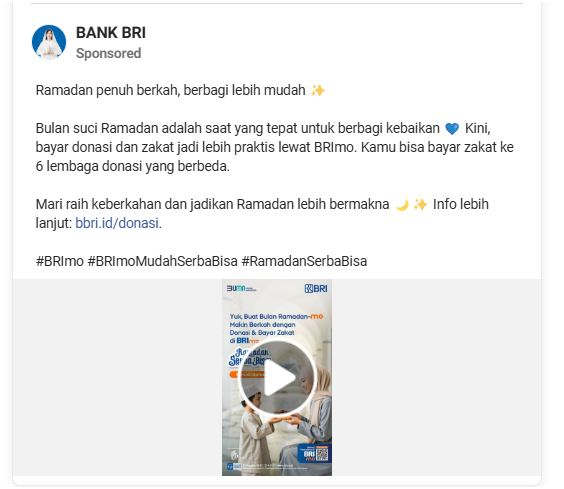 BANK BRI
Sponsored
Ramadan penuh berkah, berbagi lebih mudah ✨
Bulan suci Ramadan adalah saat yang tepat untuk berbagi kebaikan 💙 Kini,
bayar donasi dan zakat jadi lebih praktis lewat BRImo. Kamu bisa bayar zakat ke
6 lembaga donasi yang berbeda.
Mari raih keberkahan dan jadikan Ramadan lebih bermakna 🌙✨ Info lebih
lanjut: bbri.id/donasi.
#BRImo #BRImoMudahSerbaBisa #RamadanSerbaBisa
BUMN
BRI
Yuk, Buat Bulan Ramadan-mo
Makin Berkah dengan
Donasi & Bayar Zakat
di BRImo
Ramadan
Serba Bisa
BRI
mo